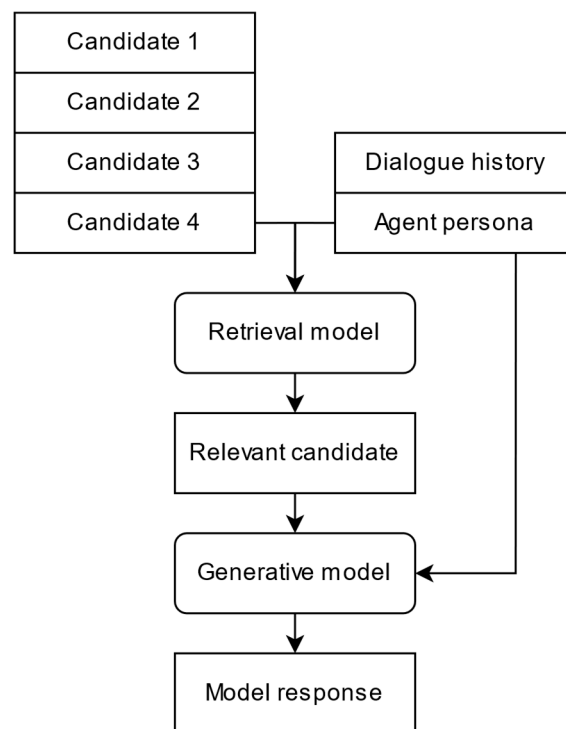 Candidate 1
Candidate 2
Candidate 3
Candidate 4
Dialogue history
Agent persona
Retrieval model
Relevant candidate
Generative model
Model response